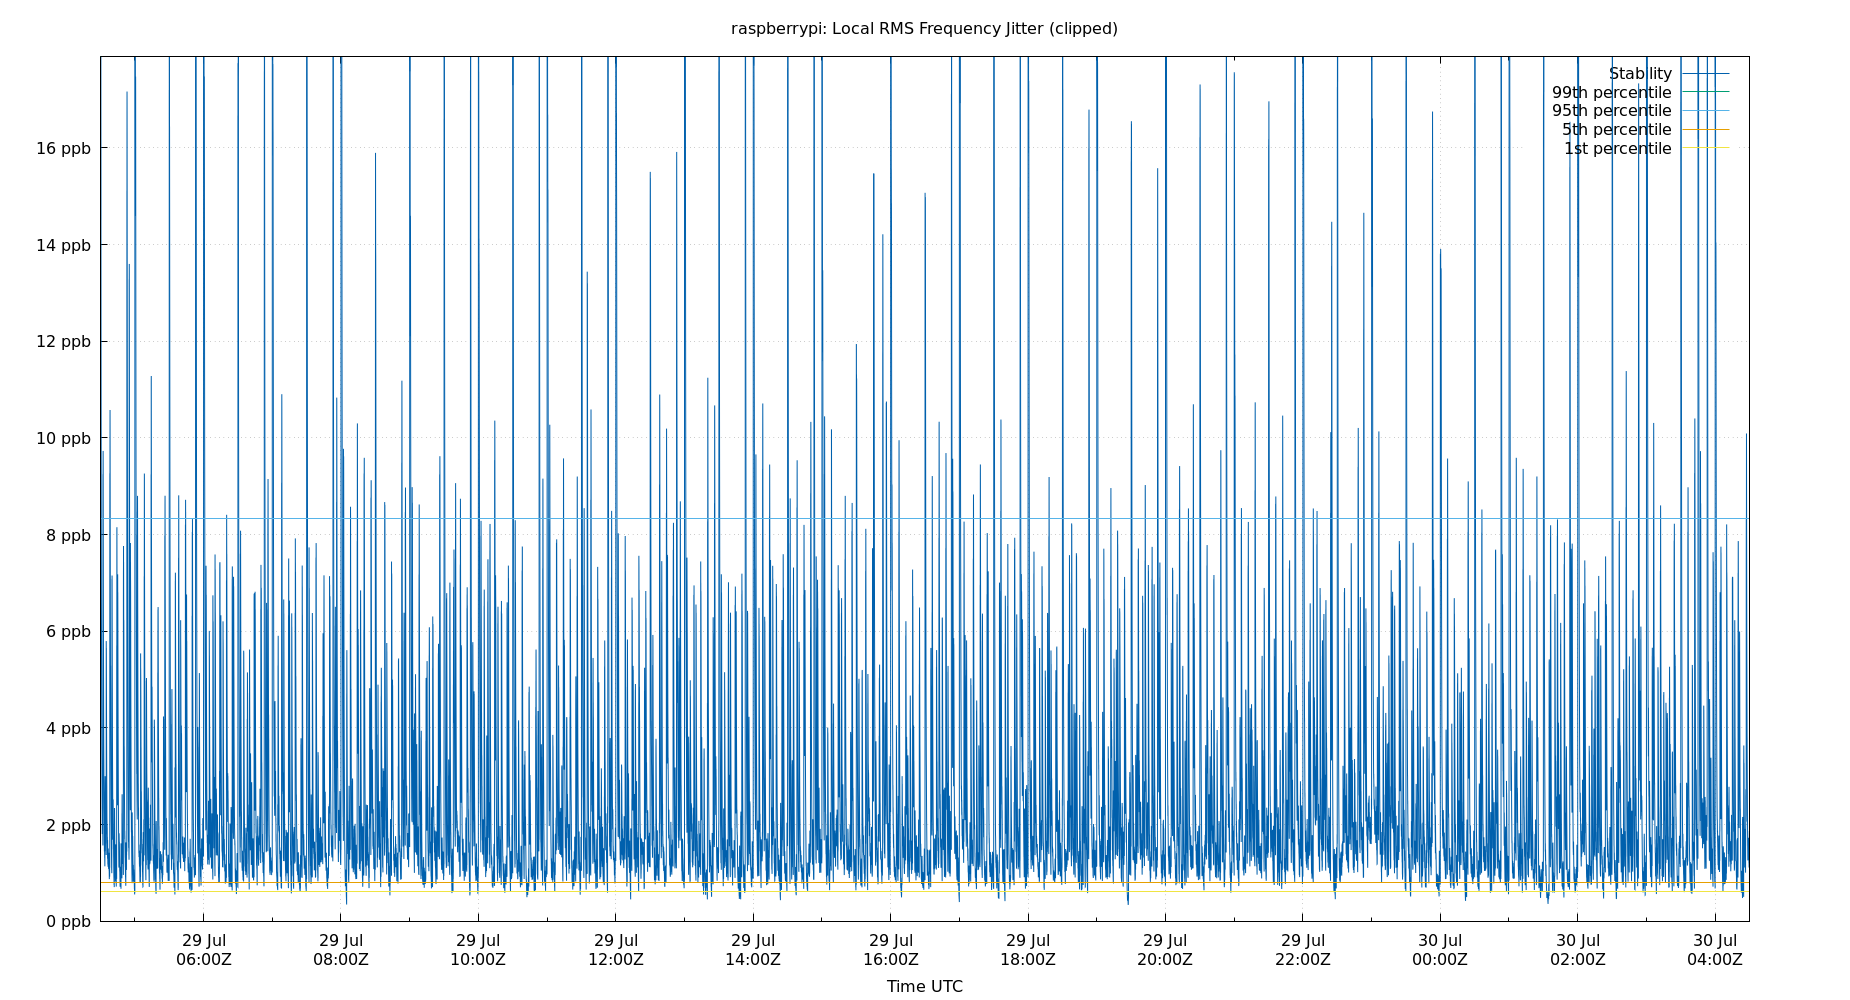 raspberrypi: Local RMS Frequency Jitter (clipped)
Stability
99th percentile
95th percentile
5th percentile
1st percentile
16 ppb
14 ppb
12 ppb
10 ppb
8 ppb
6 ppb
4 ppb
2 ppb
0 ppb
29 Jul 29 Jul 29 Jul 29 Jul 29 Jul 29 Jul 29 Jul 29 Jul 29 Jul 30 Jul 30 Jul 30 Jul
06:00Z 08:00Z 10:00Z 12:00Z 14:00Z 16:00Z 18:00Z 20:00Z 22:00Z 00:00Z 02:00Z 04:00Z
Time UTC